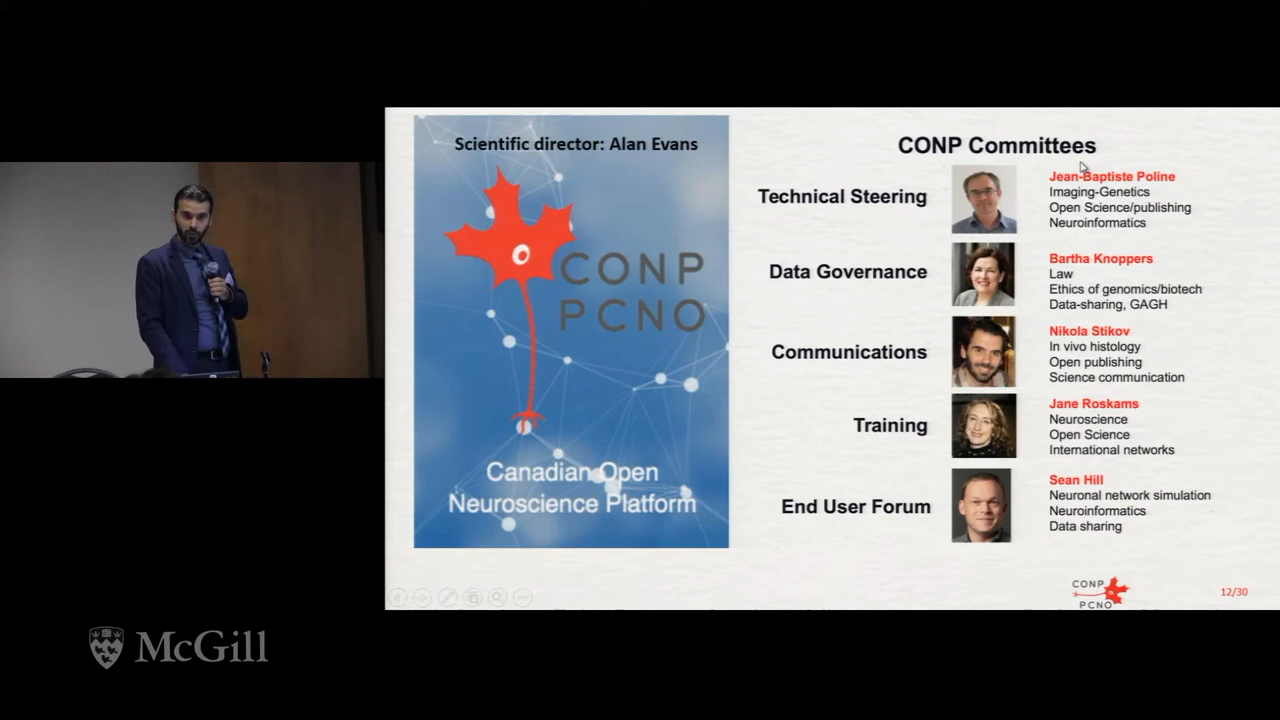 Scientific director: Alan Evans
CONP
PCNO
Canadian Open
Neuroscience Platform
CONP Committees
Technical Steering
Jean-Baptiste Poline
Imaging-Genetics
Open Science/publishing
Neuroinformatics
Data Governance
Bartha Knoppers
Law
Ethics of genomics/biotech
Data-sharing, GAGH
Communications
Nikola Stikov
In vivo histology
Open publishing
Science communication
Training
Jane Roskams
Neuroscience
Open Science
International networks
End User Forum
Sean Hill
Neuronal network simulation
Neuroinformatics
Data sharing
CONP
PCNO
12/30
McGill